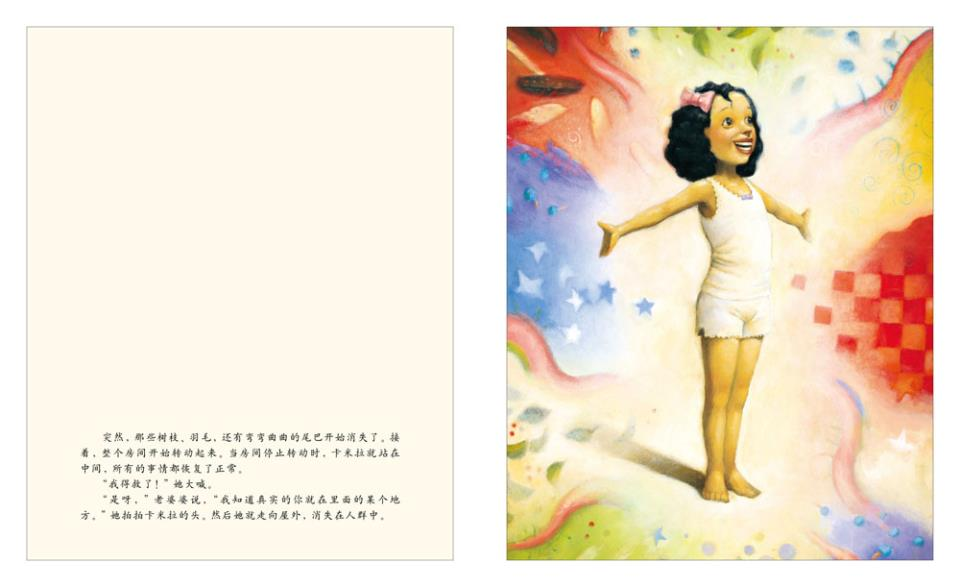 突然，那些树枝、羽毛，还有弯弯曲曲的尾巴开始消失了。接
着，整个房间开始转动起来。当房间停止转动时，卡米拉就站在
中间，所有的事情都恢复了正常。
“我得救了！”她大喊。
“是呀，”老婆婆说，“我知道真实的你就在里面的某个地
方。”她拍拍卡米拉的头。然后她就走向屋外，消失在人群中。